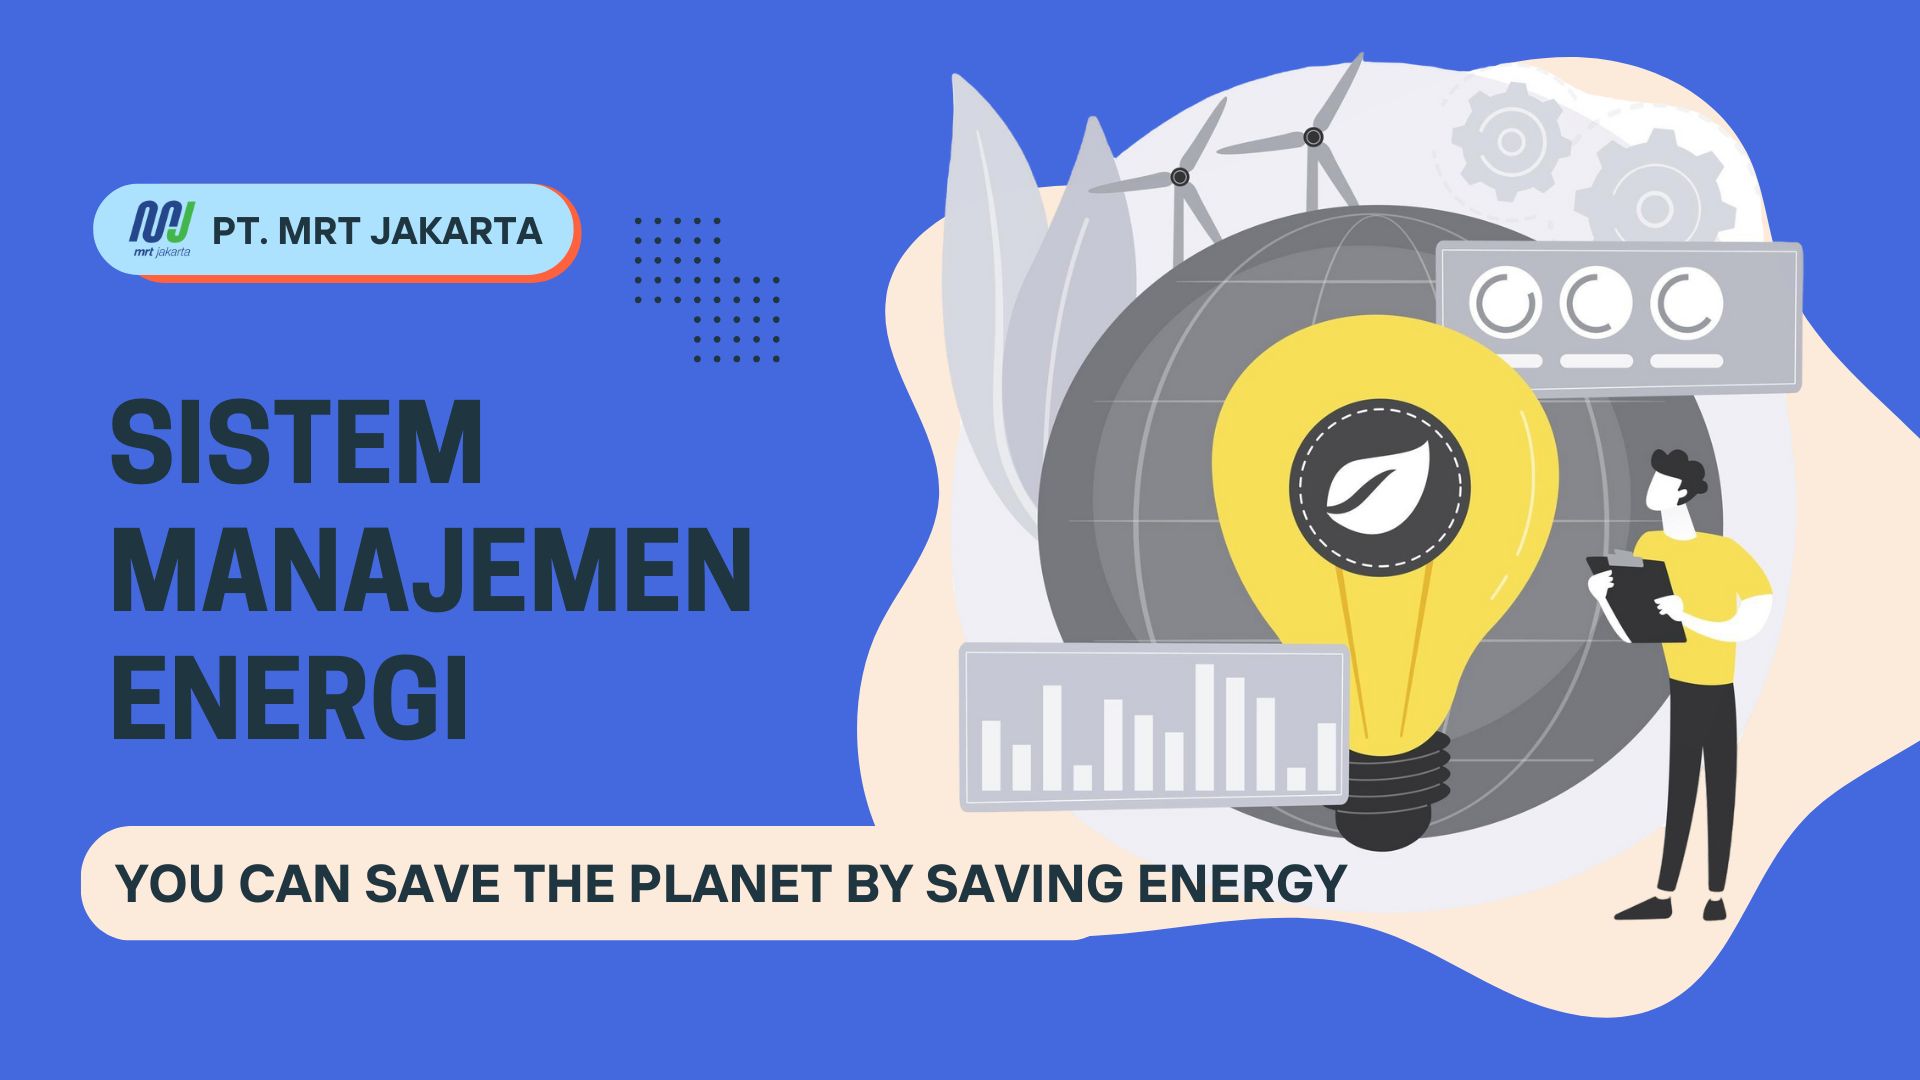 mrt jakarta
PT. MRT JAKARTA
SISTEM
MANAJEMEN
ENERGI
YOU CAN SAVE THE PLANET BY SAVING ENERGY